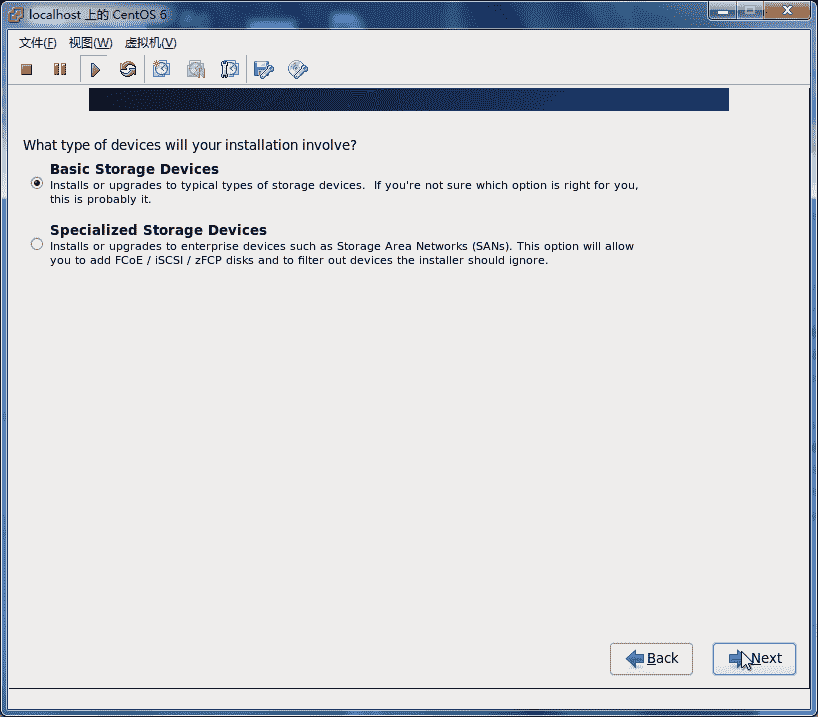 localhost 上的 CentOS 6
文件(F) 视图(W) 虚拟机(V)
What type of devices will your installation involve?
Basic Storage Devices
Installs or upgrades to typical types of storage devices.  If you're not sure which option is right for you,
this is probably it.
Specialized Storage Devices
Installs or upgrades to enterprise devices such as Storage Area Networks (SANs). This option will allow
you to add FCoE / iSCSI / zFCP disks and to filter out devices the installer should ignore.
Back Next